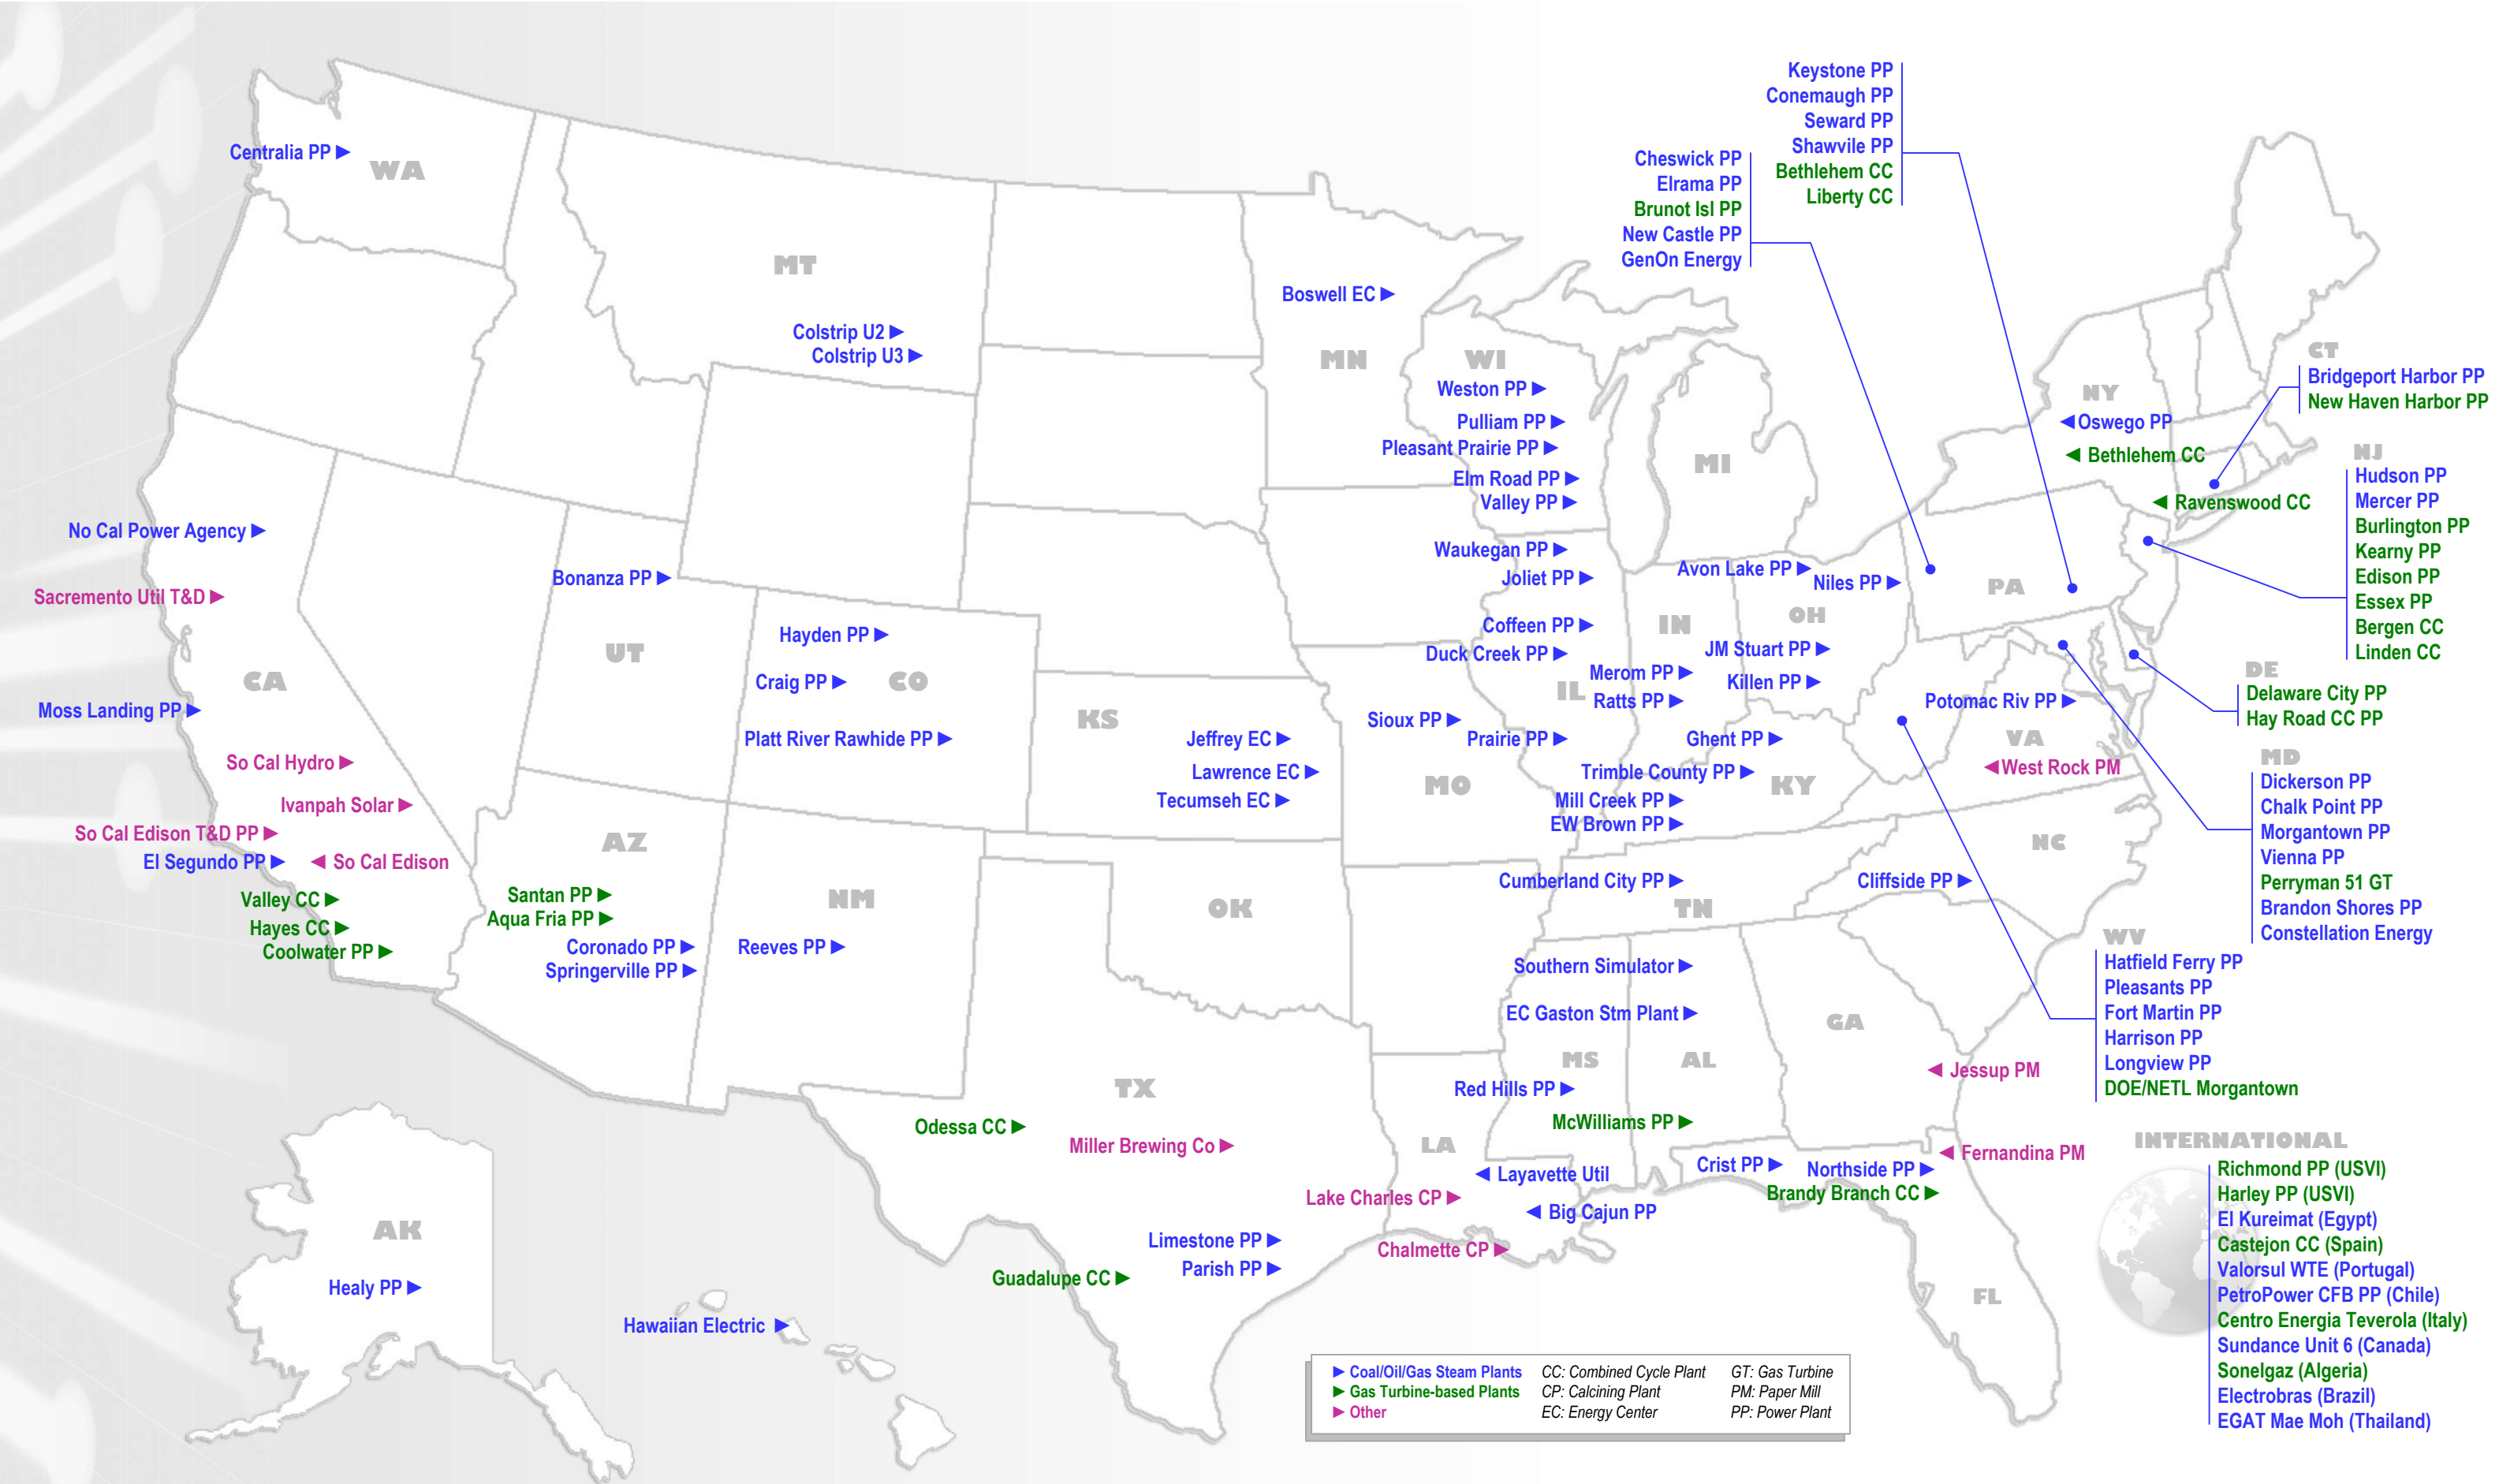 Keystone PP
Conemaugh PP
Seward PP
Shawvile PP
Bethlehem CC
Liberty CC
Cheswick PP
Elrama PP
Brunot Isl PP
New Castle PP
GenOn Energy
Centralia PP
WA
MT
Colstrip U2
Colstrip U3
Boswell EC
MN
WI
Weston PP
Pulliam PP
Pleasant Prairie PP
Elm Road PP
Valley PP
MI
NY
Oswego PP
Bethlehem CC
Ravenswood CC
CT
Bridgeport Harbor PP
New Haven Harbor PP
NJ
Hudson PP
Mercer PP
Burlington PP
Kearny PP
Edison PP
Essex PP
Bergen CC
Linden CC
No Cal Power Agency
Sacremento Util T&D
CA
Moss Landing PP
So Cal Hydro
Ivanpah Solar
So Cal Edison T&D PP
El Segundo PP
So Cal Edison
Valley CC
Hayes CC
Coolwater PP
Bonanza PP
UT
Hayden PP
Craig PP
CO
Platt River Rawhide PP
KS
Jeffrey EC
Lawrence EC
Tecumseh EC
Waukegan PP
Joliet PP
Coffeen PP
Duck Creek PP
IL
Sioux PP
Prairie PP
MO
Avon Lake PP
Niles PP
IN
OH
JM Stuart PP
Merom PP
Killen PP
Ratts PP
Ghent PP
Trimble County PP
KY
Mill Creek PP
EW Brown PP
PA
Potomac Riv PP
VA
West Rock PM
DE
Delaware City PP
Hay Road CC PP
MD
Dickerson PP
Chalk Point PP
Morgantown PP
Vienna PP
Perryman 51 GT
Brandon Shores PP
Constellation Energy
AZ
Santan PP
Aqua Fria PP
Coronado PP
Springerville PP
NM
Reeves PP
OK
Cumberland City PP
TN
Cliffside PP
NC
WV
Hatfield Ferry PP
Pleasants PP
Fort Martin PP
Harrison PP
Longview PP
DOE/NETL Morgantown
Southern Simulator
EC Gaston Stm Plant
MS
AL
GA
Red Hills PP
McWilliams PP
Jessup PM
TX
Odessa CC
Miller Brewing Co
LA
Layavette Util
Lake Charles CP
Big Cajun PP
Chalmette CP
Limestone PP
Parish PP
Guadalupe CC
Crist PP
Northside PP
Fernandina PM
Brandy Branch CC
FL
AK
Healy PP
Hawaiian Electric
INTERNATIONAL
Richmond PP (USVI)
Harley PP (USVI)
El Kureimat (Egypt)
Castejon CC (Spain)
Valorsul WTE (Portugal)
PetroPower CFB PP (Chile)
Centro Energia Teverola (Italy)
Sundance Unit 6 (Canada)
Sonelgaz (Algeria)
Electrobras (Brazil)
EGAT Mae Moh (Thailand)
Coal/Oil/Gas Steam Plants CC: Combined Cycle Plant GT: Gas Turbine
Gas Turbine-based Plants CP: Calcining Plant PM: Paper Mill
Other EC: Energy Center PP: Power Plant